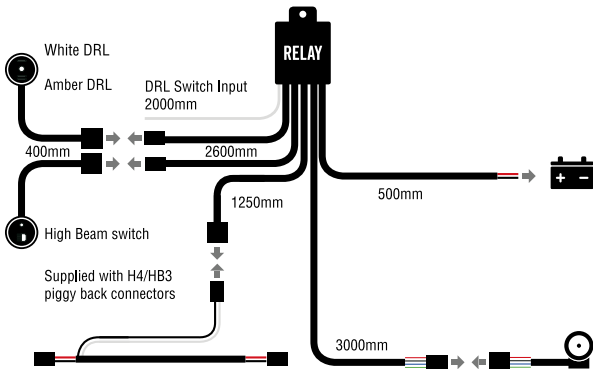 RELAY
White DRL
Amber DRL
DRL Switch Input
2000mm
400mm
2600mm
500mm
1250mm
High Beam switch
Supplied with H4/HB3
piggy back connectors
3000mm
+ −